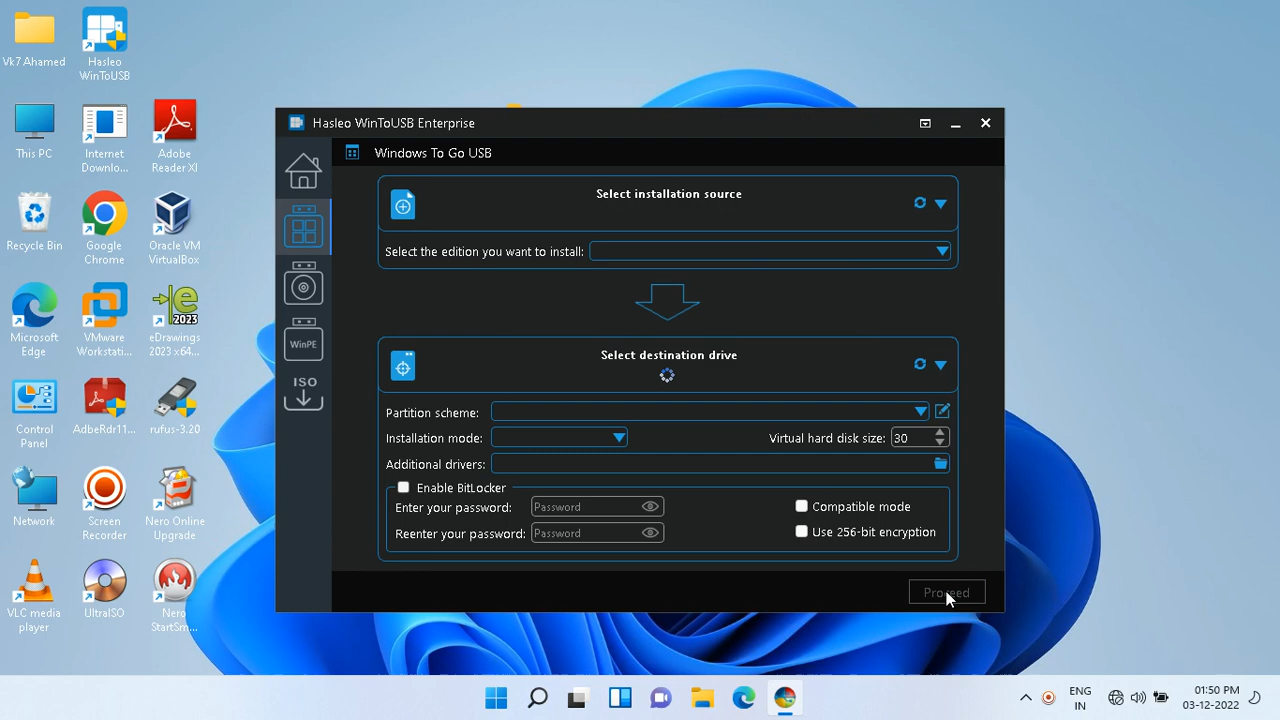 Vk7 Ahamed
Hasleo
WinToUSB
This PC
Internet
Downlo...
Adobe
Reader XI
Recycle Bin
Google
Chrome
Oracle VM
VirtualBox
Microsoft
Edge
VMware
Workstati...
eDrawings
2023 x64...
2023
Control
Panel
AdbeRdr11...
rufus-3.20
Network
Screen
Recorder
Nero Online
Upgrade
VLC media
player
UltraISO
Nero
StartSm...
Hasleo WinToUSB Enterprise
Windows To Go USB
WinPE
ISO
Select installation source
Select the edition you want to install:
Select destination drive
Partition scheme:
Installation mode:
Virtual hard disk size: 30
Additional drivers:
Enable BitLocker
Enter your password: Password
Compatible mode
Reenter your password: Password
Use 256-bit encryption
Proceed
ENG
IN
01:50 PM
03-12-2022